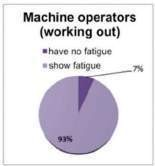 Machine operators
(working out)
have no fatigue
show fatigue
7%
93%